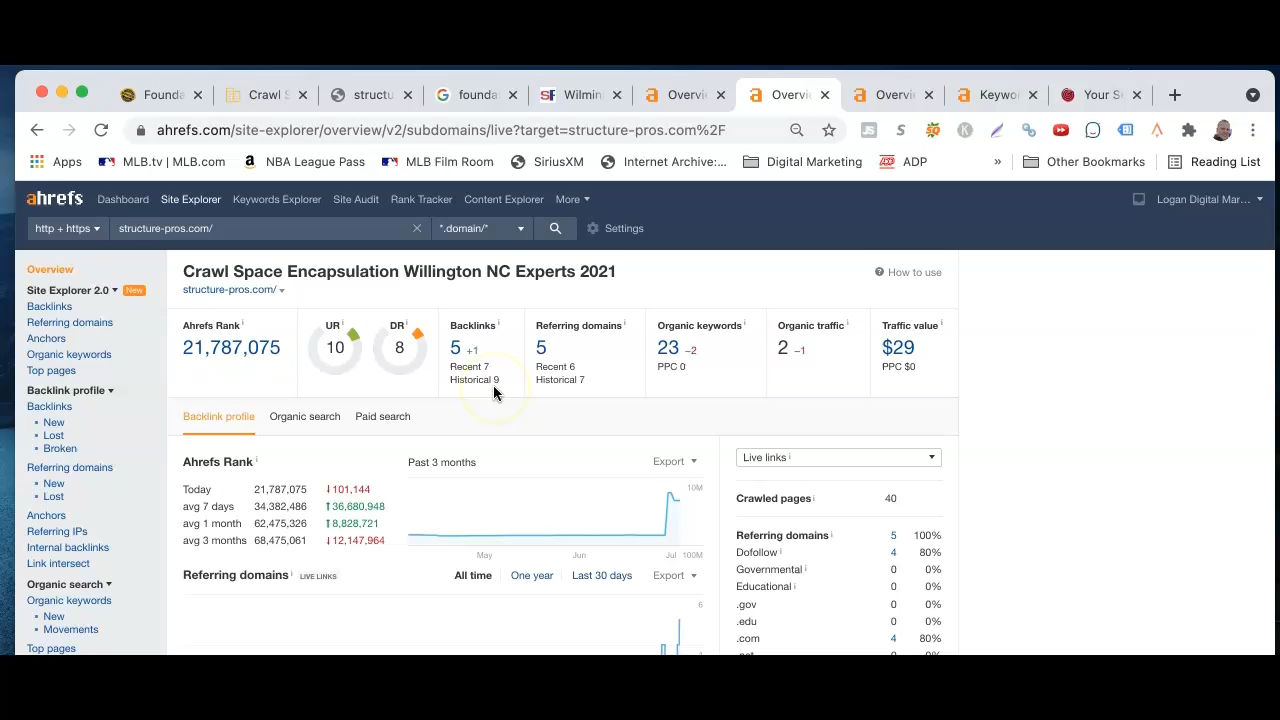 Founda
Crawl S
structu
founda
Wilming
Overvi
Overvi
Overvi
Keywo
Your S
ahrefs.com/site-explorer/overview/v2/subdomains/live?target=structure-pros.com%2F
Apps
MLB.tv | MLB.com
NBA League Pass
MLB Film Room
SiriusXM
Internet Archive:...
Digital Marketing
ADP
»
Other Bookmarks
Reading List
ahrefs
Dashboard
Site Explorer
Keywords Explorer
Site Audit
Rank Tracker
Content Explorer
More
Logan Digital Mar...
http + https
structure-pros.com/
*.domain/*
Settings
Overview
Site Explorer 2.0 New
Backlinks
Referring domains
Anchors
Organic keywords
Top pages
Backlink profile
Backlinks
New
Lost
Broken
Referring domains
New
Lost
Anchors
Referring IPs
Internal backlinks
Link intersect
Organic search
Organic keywords
New
Movements
Top pages
Crawl Space Encapsulation Willington NC Experts 2021
How to use
structure-pros.com/
Ahrefs Rank
21,787,075
UR
10
DR
8
Backlinks
5 +1
Recent 7
Historical 9
Referring domains
5
Recent 6
Historical 7
Organic keywords
23 −2
PPC 0
Organic traffic
2 −1
Traffic value
$29
PPC $0
Backlink profile
Organic search
Paid search
Ahrefs Rank
Past 3 months
Export
Today 21,787,075 ↓101,144
avg 7 days 34,382,486 ↑36,680,948
avg 1 month 62,475,326 ↑8,828,721
avg 3 months 68,475,061 ↓12,147,964
10M
May
Jun
Jul
100M
Referring domains LIVE LINKS
All time
One year
Last 30 days
Export
6
Live links
Crawled pages 40
Referring domains 5 100%
Dofollow 4 80%
Governmental 0 0%
Educational 0 0%
.gov 0 0%
.edu 0 0%
.com 4 80%